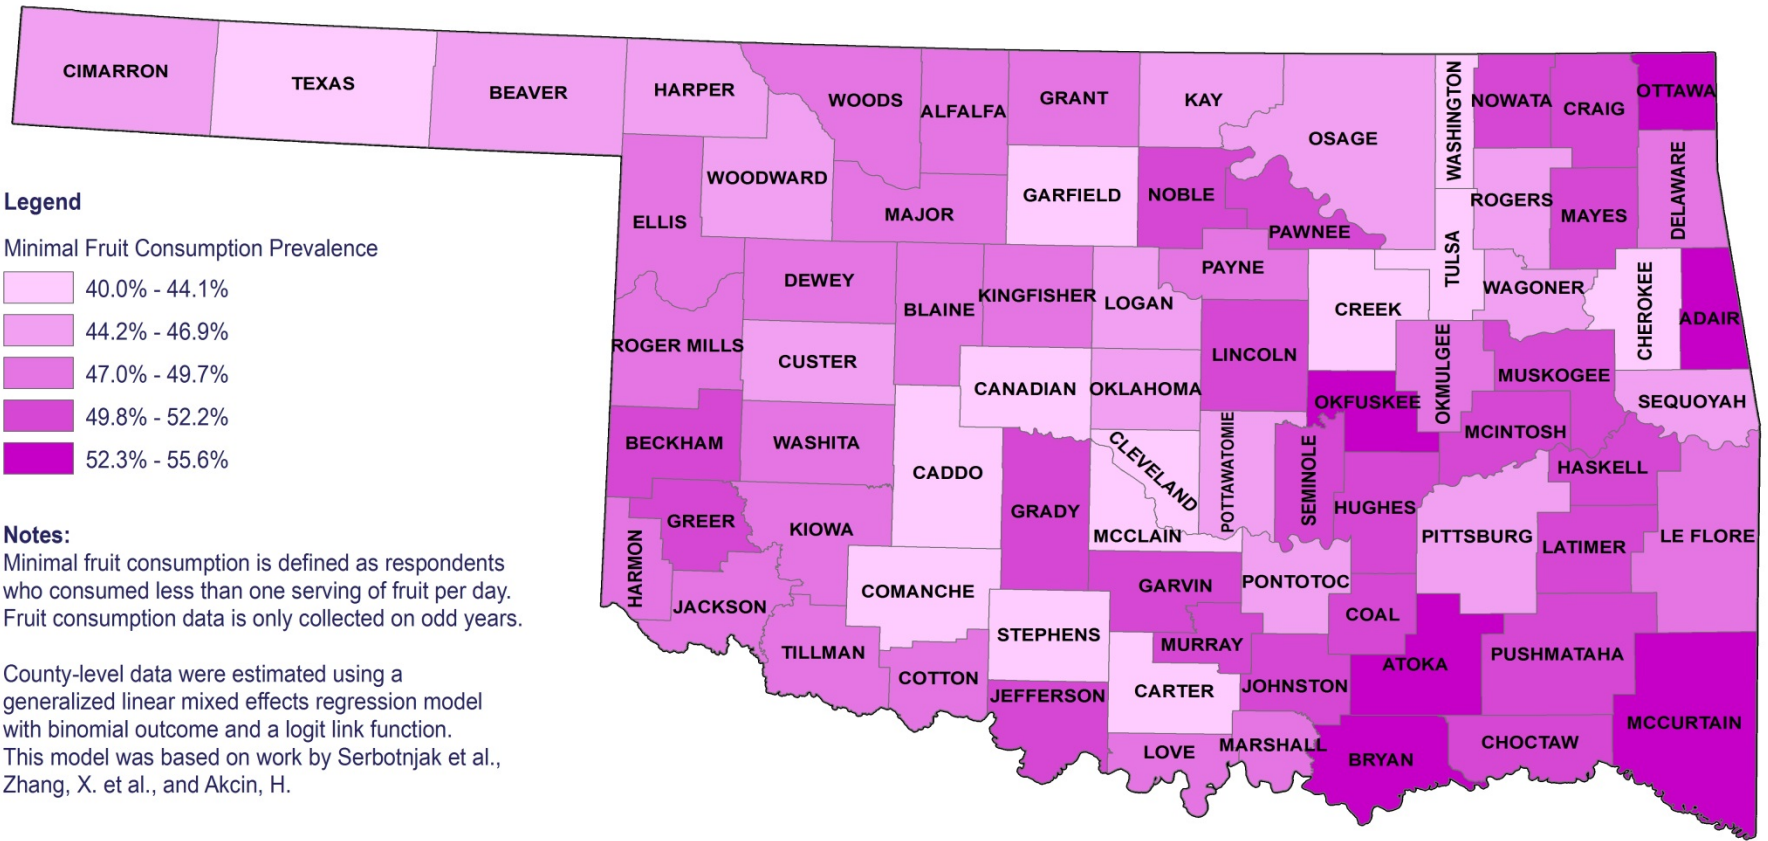 CIMARRON
TEXAS
BEAVER
HARPER
WOODS
ALFALFA
GRANT
KAY
OSAGE
WASHINGTON
NOWATA
CRAIG
OTTAWA
WOODWARD
ELLIS
MAJOR
GARFIELD
NOBLE
PAWNEE
ROGERS
MAYES
DELAWARE
DEWEY
BLAINE
KINGFISHER
LOGAN
PAYNE
TULSA
CREEK
WAGONER
CHEROKEE
ADAIR
ROGER MILLS
CUSTER
CANADIAN
OKLAHOMA
LINCOLN
OKFUSKEE
OKMULGEE
MUSKOGEE
SEQUOYAH
BECKHAM
WASHITA
CADDO
GRADY
CLEVELAND
MCCLAIN
POTTAWATOMIE
SEMINOLE
HUGHES
MCINTOSH
HASKELL
PITTSBURG
LATIMER
LE FLORE
HARMON
GREER
KIOWA
JACKSON
COMANCHE
STEPHENS
GARVIN
PONTOTOC
COAL
MURRAY
TILLMAN
COTTON
JEFFERSON
CARTER
JOHNSTON
ATOKA
PUSHMATAHA
MCCURTAIN
LOVE
MARSHALL
BRYAN
CHOCTAW
Legend
Minimal Fruit Consumption Prevalence
40.0% - 44.1%
44.2% - 46.9%
47.0% - 49.7%
49.8% - 52.2%
52.3% - 55.6%
Notes:
Minimal fruit consumption is defined as respondents
who consumed less than one serving of fruit per day.
Fruit consumption data is only collected on odd years.
County-level data were estimated using a
generalized linear mixed effects regression model
with binomial outcome and a logit link function.
This model was based on work by Serbotnjak et al.,
Zhang, X. et al., and Akcin, H.